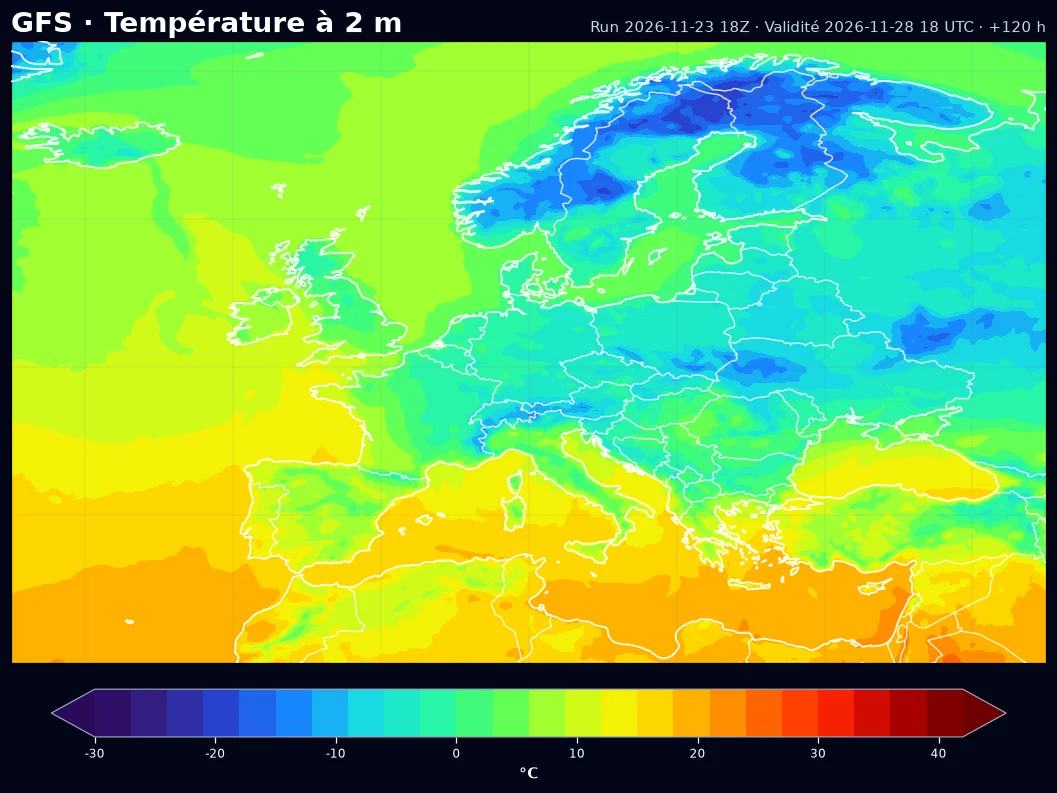 GFS · Température à 2 m
Run 2026-11-23 18Z · Validité 2026-11-28 18 UTC · +120 h
-30 -20 -10 0 10 20 30 40
°C